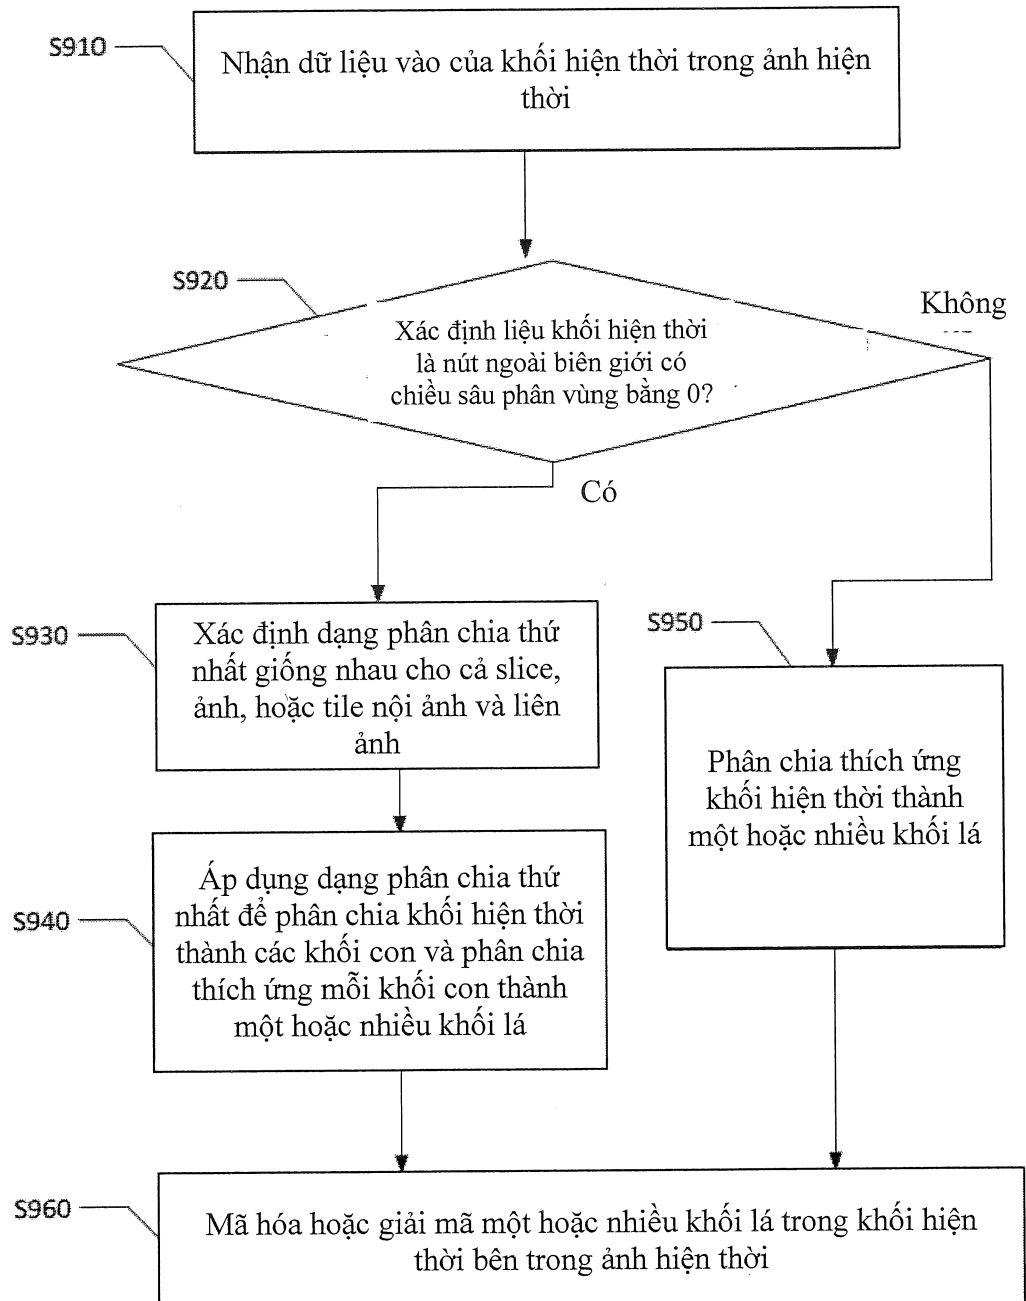 S910
Nhận dữ liệu vào của khối hiện thời trong ảnh hiện
thời
S920
Không
Xác định liệu khối hiện thời
là nút ngoài biên giới có
chiều sâu phân vùng bằng 0?
Có
S930
Xác định dạng phân chia thứ
nhất giống nhau cho cả slice,
ảnh, hoặc tile nội ảnh và liên
ảnh
S950
Phân chia thích ứng
khối hiện thời thành
một hoặc nhiều khối lá
S940
Áp dụng dạng phân chia thứ
nhất để phân chia khối hiện thời
thành các khối con và phân chia
thích ứng mỗi khối con thành
một hoặc nhiều khối lá
S960
Mã hóa hoặc giải mã một hoặc nhiều khối lá trong khối hiện
thời bên trong ảnh hiện thời